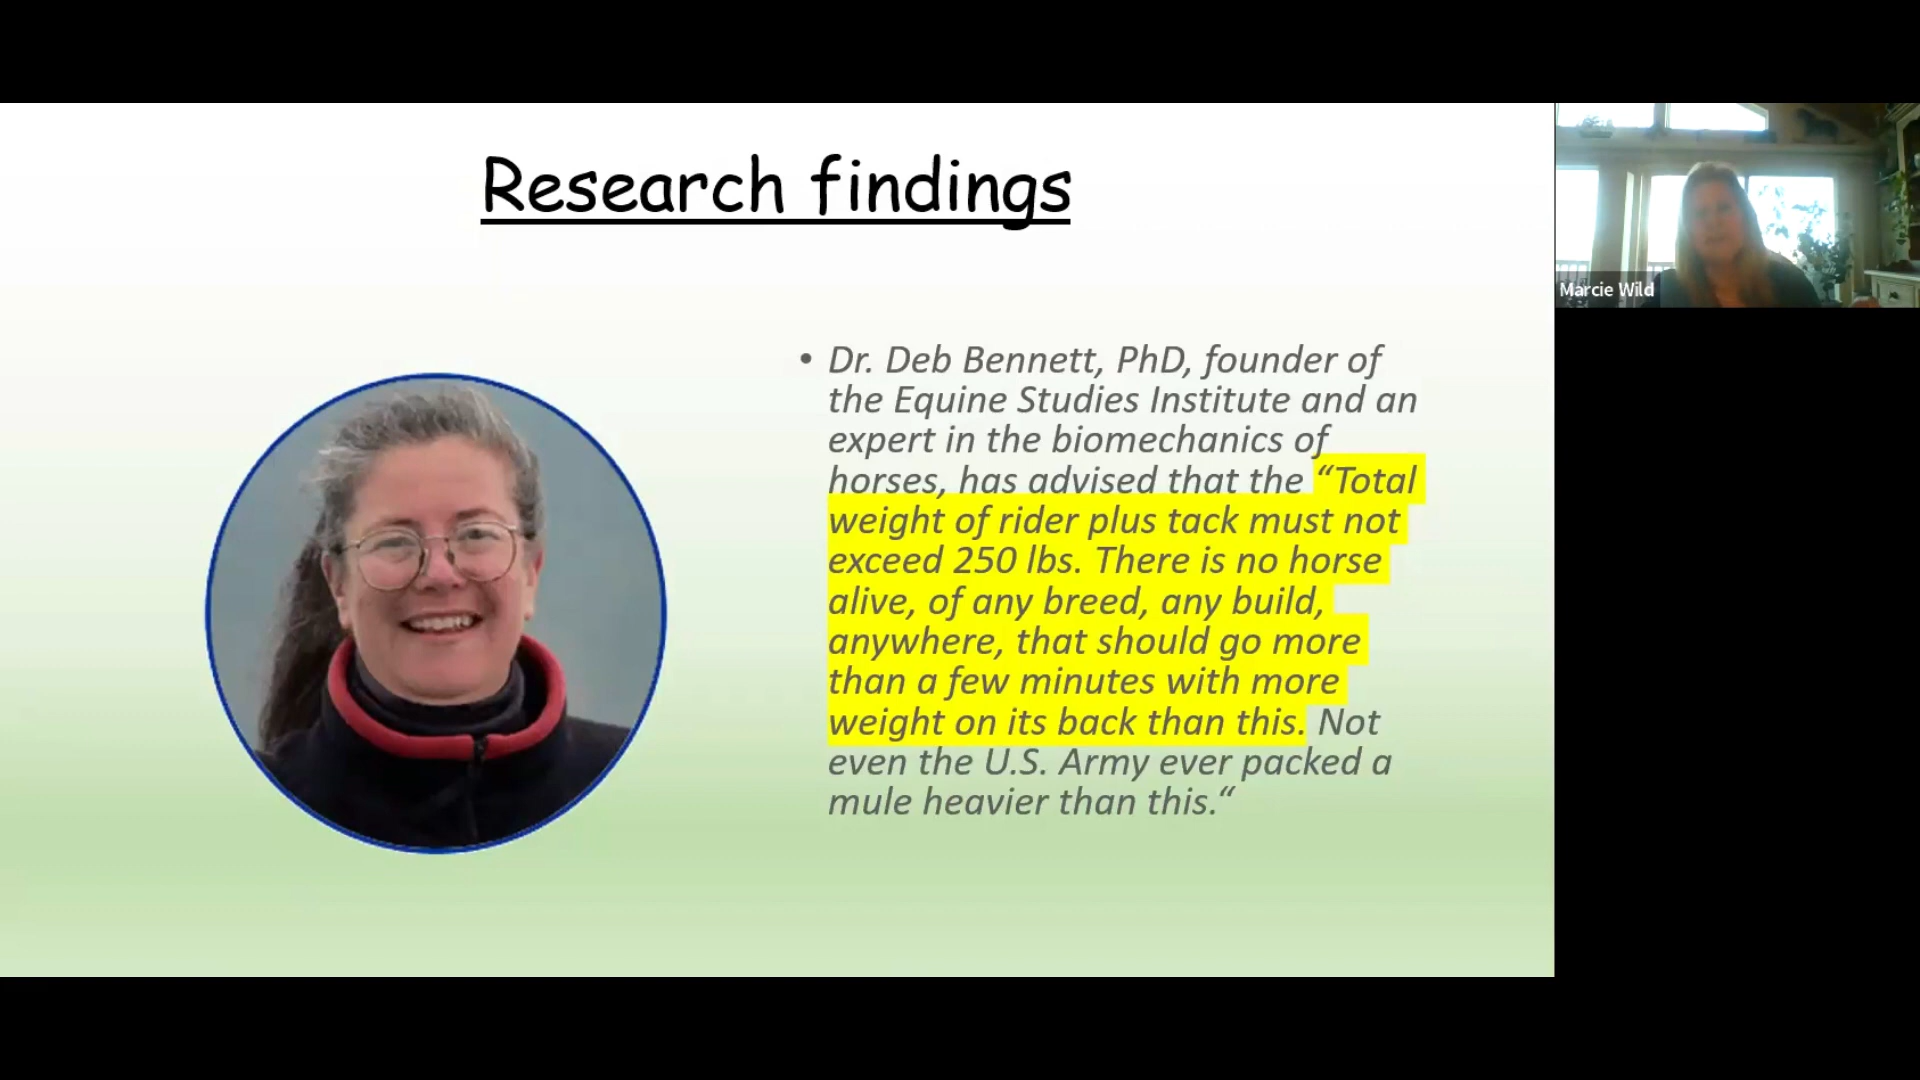 Research findings
Marcie Wild
• Dr. Deb Bennett, PhD, founder of
the Equine Studies Institute and an
expert in the biomechanics of
horses, has advised that the “Total
weight of rider plus tack must not
exceed 250 lbs. There is no horse
alive, of any breed, any build,
anywhere, that should go more
than a few minutes with more
weight on its back than this. Not
even the U.S. Army ever packed a
mule heavier than this.“